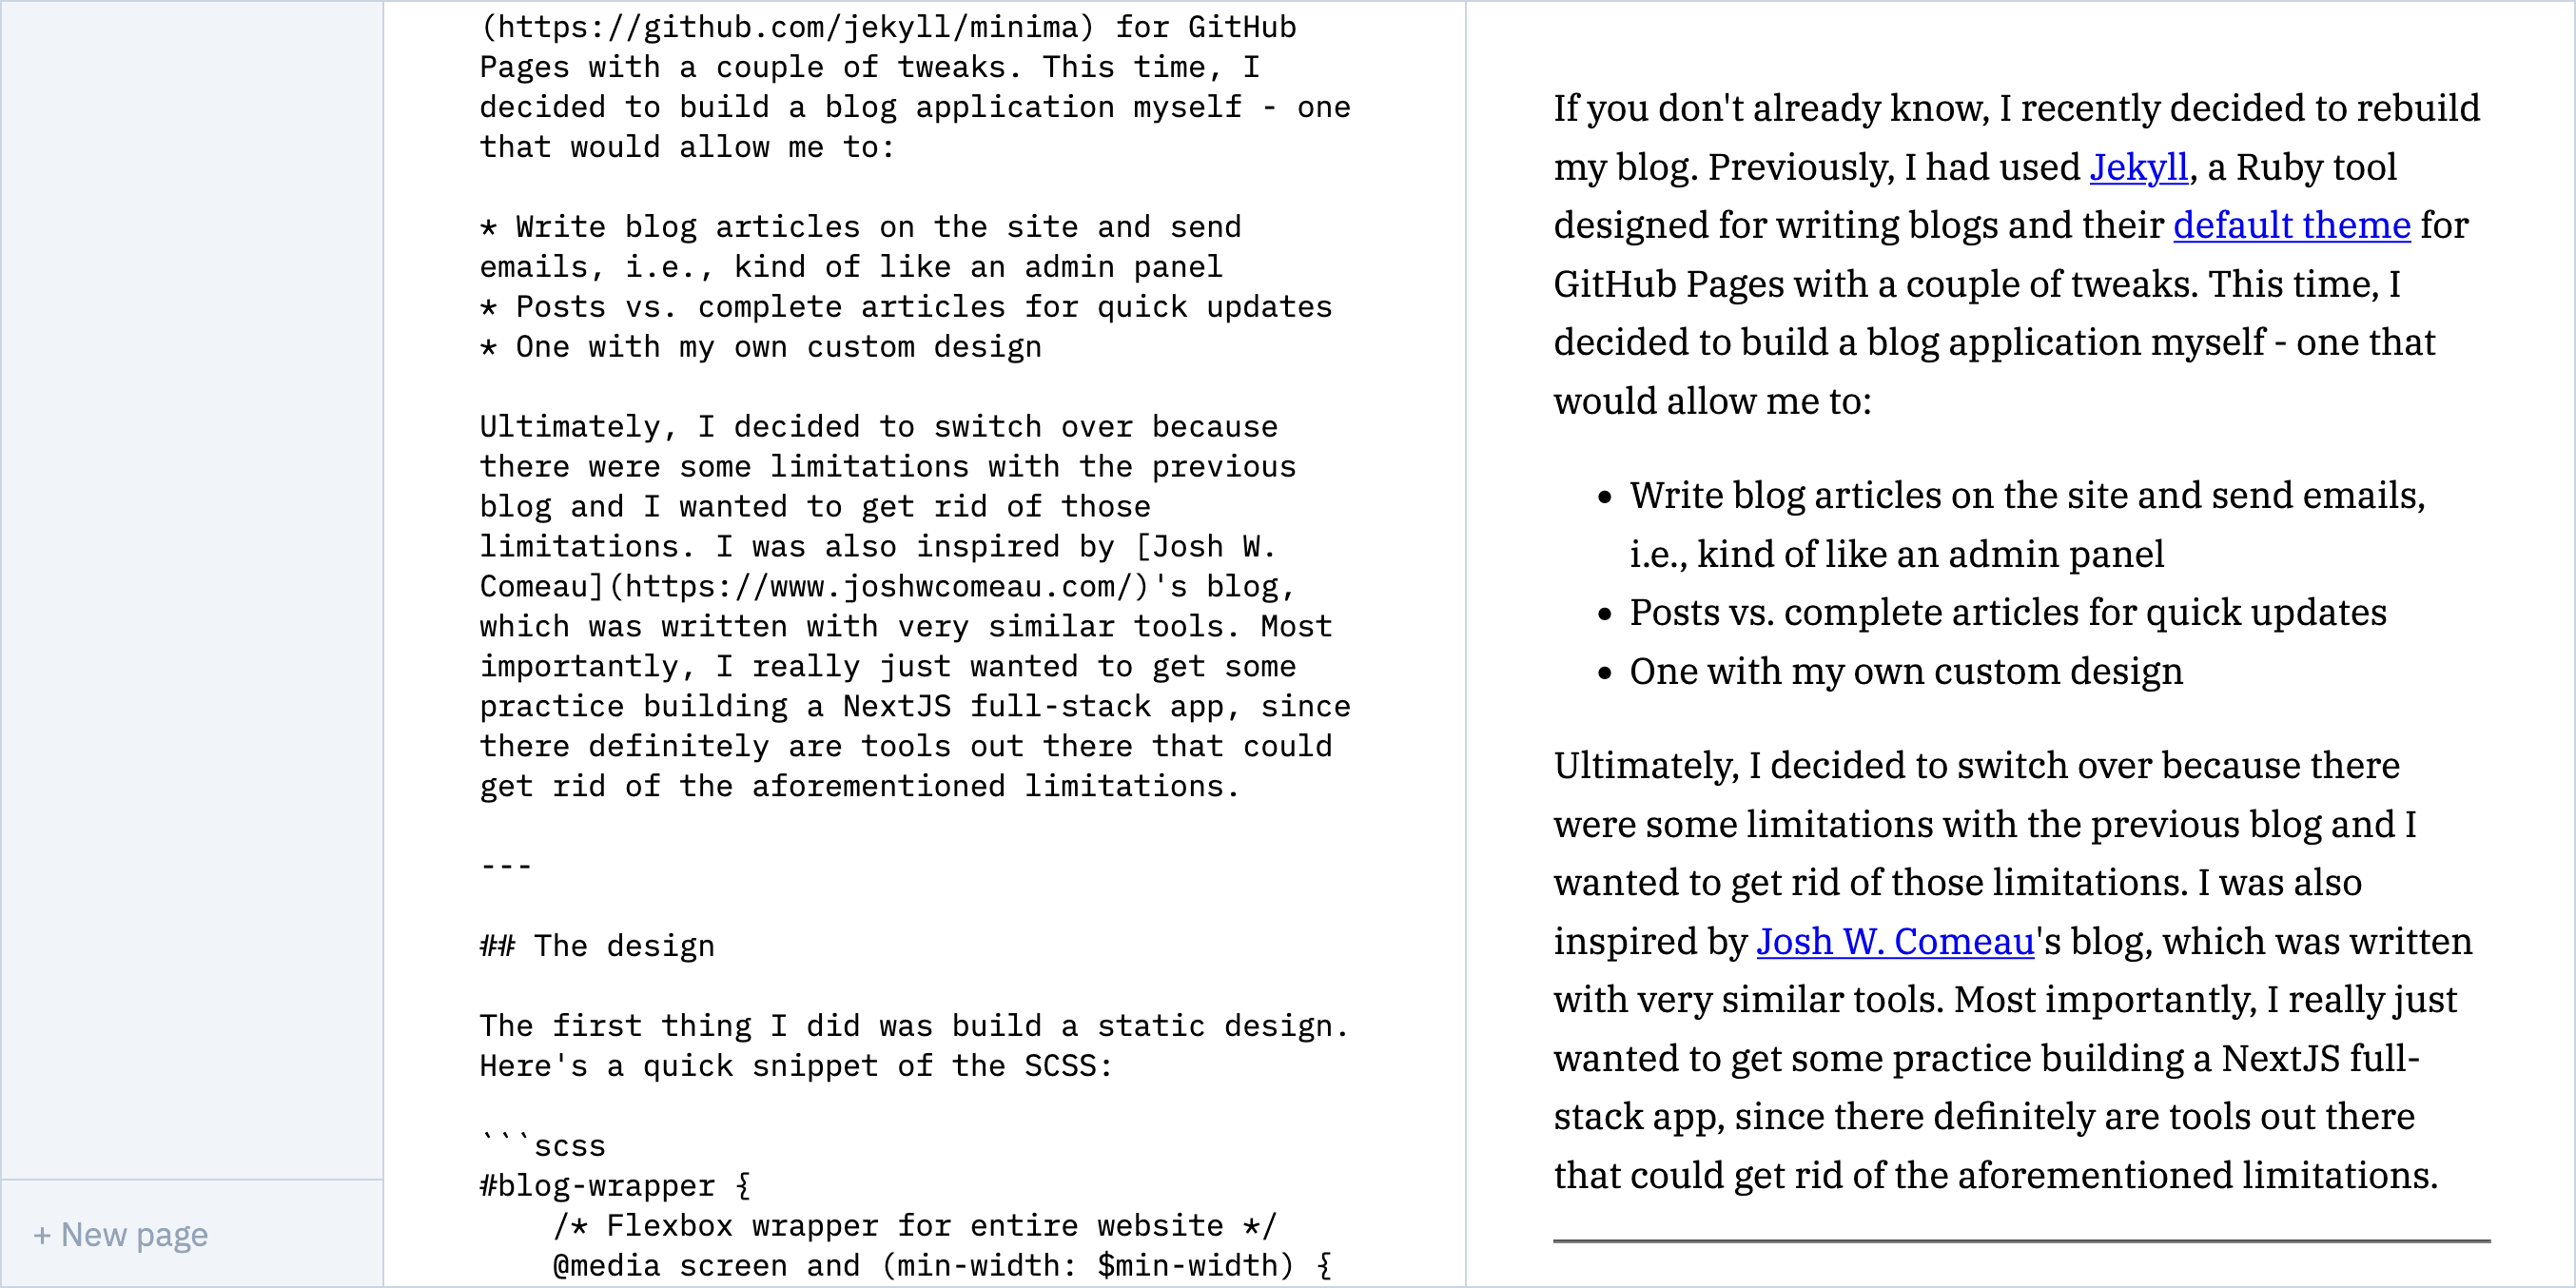 (https://github.com/jekyll/minima) for GitHub
Pages with a couple of tweaks. This time, I
decided to build a blog application myself - one
that would allow me to:
* Write blog articles on the site and send
emails, i.e., kind of like an admin panel
* Posts vs. complete articles for quick updates
* One with my own custom design
Ultimately, I decided to switch over because
there were some limitations with the previous
blog and I wanted to get rid of those
limitations. I was also inspired by [Josh W.
Comeau](https://www.joshwcomeau.com/)'s blog,
which was written with very similar tools. Most
importantly, I really just wanted to get some
practice building a NextJS full-stack app, since
there definitely are tools out there that could
get rid of the aforementioned limitations.
---
## The design
The first thing I did was build a static design.
Here's a quick snippet of the SCSS:
```scss
#blog-wrapper {
    /* Flexbox wrapper for entire website */
    @media screen and (min-width: $min-width) {
If you don't already know, I recently decided to rebuild
my blog. Previously, I had used Jekyll, a Ruby tool
designed for writing blogs and their default theme for
GitHub Pages with a couple of tweaks. This time, I
decided to build a blog application myself - one that
would allow me to:
• Write blog articles on the site and send emails,
i.e., kind of like an admin panel
• Posts vs. complete articles for quick updates
• One with my own custom design
Ultimately, I decided to switch over because there
were some limitations with the previous blog and I
wanted to get rid of those limitations. I was also
inspired by Josh W. Comeau's blog, which was written
with very similar tools. Most importantly, I really just
wanted to get some practice building a NextJS full-
stack app, since there definitely are tools out there
that could get rid of the aforementioned limitations.
+ New page